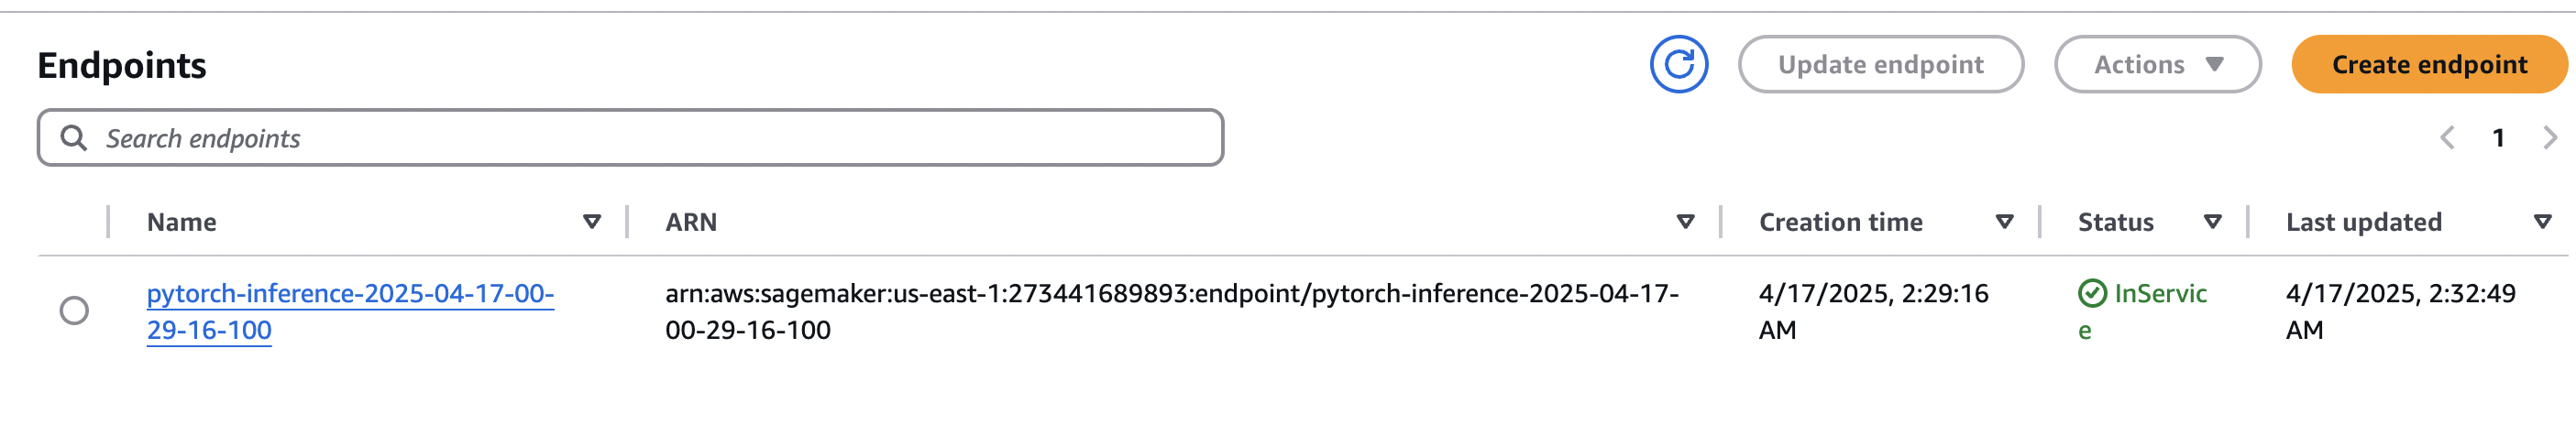 Endpoints
Update endpoint
Actions
Create endpoint
Search endpoints
1
Name
ARN
Creation time
Status
Last updated
pytorch-inference-2025-04-17-00-
29-16-100
arn:aws:sagemaker:us-east-1:273441689893:endpoint/pytorch-inference-2025-04-17-
00-29-16-100
4/17/2025, 2:29:16
AM
InServic
e
4/17/2025, 2:32:49
AM